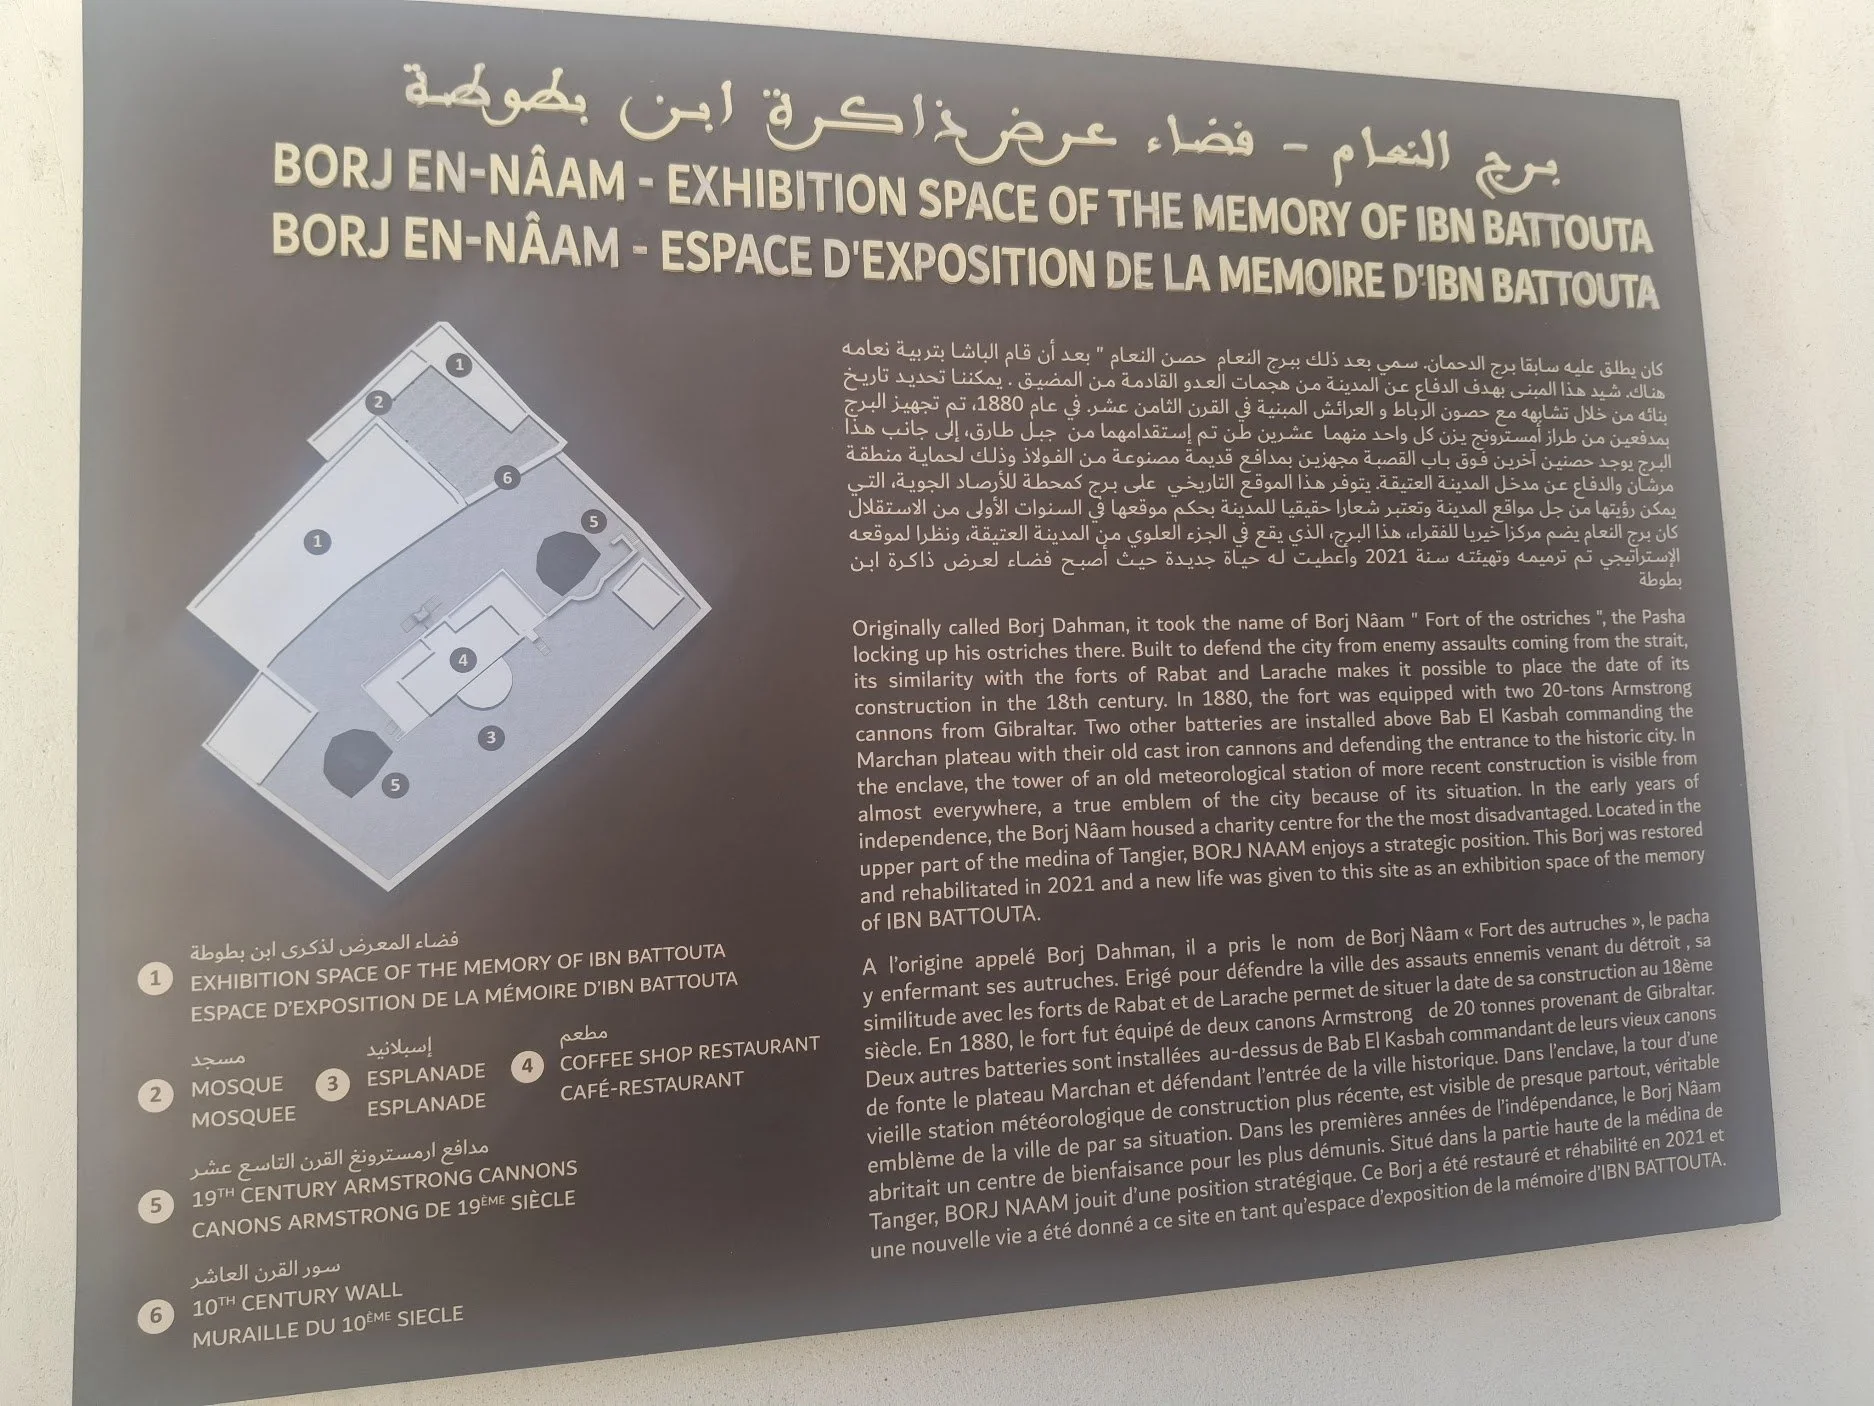 برج النعام - فضاء عرض ذاكرة ابن بطوطة
BORJ EN-NÂAM - EXHIBITION SPACE OF THE MEMORY OF IBN BATTOUTA
BORJ EN-NÂAM - ESPACE D'EXPOSITION DE LA MEMOIRE D'IBN BATTOUTA
1
2
6
5
1
4
3
5
كان يطلق عليه سابقا برج الدحمان. سمي بعد ذلك ببرج النعام حصن النعام " بعد أن قام الباشا بتربية نعامه
هناك. شيد هذا المبنى بهدف الدفاع عن المدينة من هجمات العدو القادمة من المضيق . يمكننا تحديد تاريخ
بنائه من خلال تشابهه مع حصون الرباط و العرائش المبنية في القرن الثامن عشر. في عام 1880، تم تجهيز البرج
بمدفعين من طراز أمسترونج يزن كل واحد منهما عشرين طن تم إستقدامهما من جبل طارق، إلى جانب هذا
البرج يوجد حصنين آخرين فوق باب القصبة مجهزين بمدافع قديمة مصنوعة من الفولاذ وذلك لحماية منطقة
مرشان والدفاع عن مدخل المدينة العتيقة. يتوفر هذا الموقع التاريخي على برج كمحطة للأرصاد الجوية، التي
يمكن رؤيتها من جل مواقع المدينة وتعتبر شعارا حقيقيا للمدينة بحكم موقعها في السنوات الأولى من الاستقلال
كان برج النعام يضم مركزا خيريا للفقراء، هذا البرج، الذي يقع في الجزء العلوي من المدينة العتيقة، ونظرا لموقعه
الإستراتيجي تم ترميمه وتهيئته سنة 2021 وأعطيت له حياة جديدة حيث أصبح فضاء لعرض ذاكرة ابن
بطوطة
Originally called Borj Dahman, it took the name of Borj Nâam " Fort of the ostriches ", the Pasha
locking up his ostriches there. Built to defend the city from enemy assaults coming from the strait,
its similarity with the forts of Rabat and Larache makes it possible to place the date of its
construction in the 18th century. In 1880, the fort was equipped with two 20-tons Armstrong
cannons from Gibraltar. Two other batteries are installed above Bab El Kasbah commanding the
Marchan plateau with their old cast iron cannons and defending the entrance to the historic city. In
the enclave, the tower of an old meteorological station of more recent construction is visible from
almost everywhere, a true emblem of the city because of its situation. In the early years of
independence, the Borj Nâam housed a charity centre for the the most disadvantaged. Located in the
upper part of the medina of Tangier, BORJ NAAM enjoys a strategic position. This Borj was restored
and rehabilitated in 2021 and a new life was given to this site as an exhibition space of the memory
of IBN BATTOUTA.
A l'origine appelé Borj Dahman, il a pris le nom de Borj Nâam « Fort des autruches », le pacha
y enfermant ses autruches. Erigé pour défendre la ville des assauts ennemis venant du détroit , sa
similitude avec les forts de Rabat et de Larache permet de situer la date de sa construction au 18ème
siècle. En 1880, le fort fut équipé de deux canons Armstrong de 20 tonnes provenant de Gibraltar.
Deux autres batteries sont installées au-dessus de Bab El Kasbah commandant de leurs vieux canons
de fonte le plateau Marchan et défendant l'entrée de la ville historique. Dans l'enclave, la tour d'une
vieille station météorologique de construction plus récente, est visible de presque partout, véritable
emblème de la ville de par sa situation. Dans les premières années de l'indépendance, le Borj Nâam
abritait un centre de bienfaisance pour les plus démunis. Situé dans la partie haute de la médina de
Tanger, BORJ NAAM jouit d'une position stratégique. Ce Borj a été restauré et réhabilité en 2021 et
une nouvelle vie a été donné a ce site en tant qu'espace d'exposition de la mémoire d'IBN BATTOUTA.
فضاء المعرض لذكرى ابن بطوطة
1 EXHIBITION SPACE OF THE MEMORY OF IBN BATTOUTA
ESPACE D'EXPOSITION DE LA MÉMOIRE D'IBN BATTOUTA
مسجد
2 MOSQUE
MOSQUEE
إسبلانيد
3 ESPLANADE
ESPLANADE
مطعم
4 COFFEE SHOP RESTAURANT
CAFÉ-RESTAURANT
مدافع ارمسترونغ القرن التاسع عشر
5 19TH CENTURY ARMSTRONG CANNONS
CANONS ARMSTRONG DE 19ÈME SIÈCLE
سور القرن العاشر
6 10TH CENTURY WALL
MURAILLE DU 10ÈME SIECLE